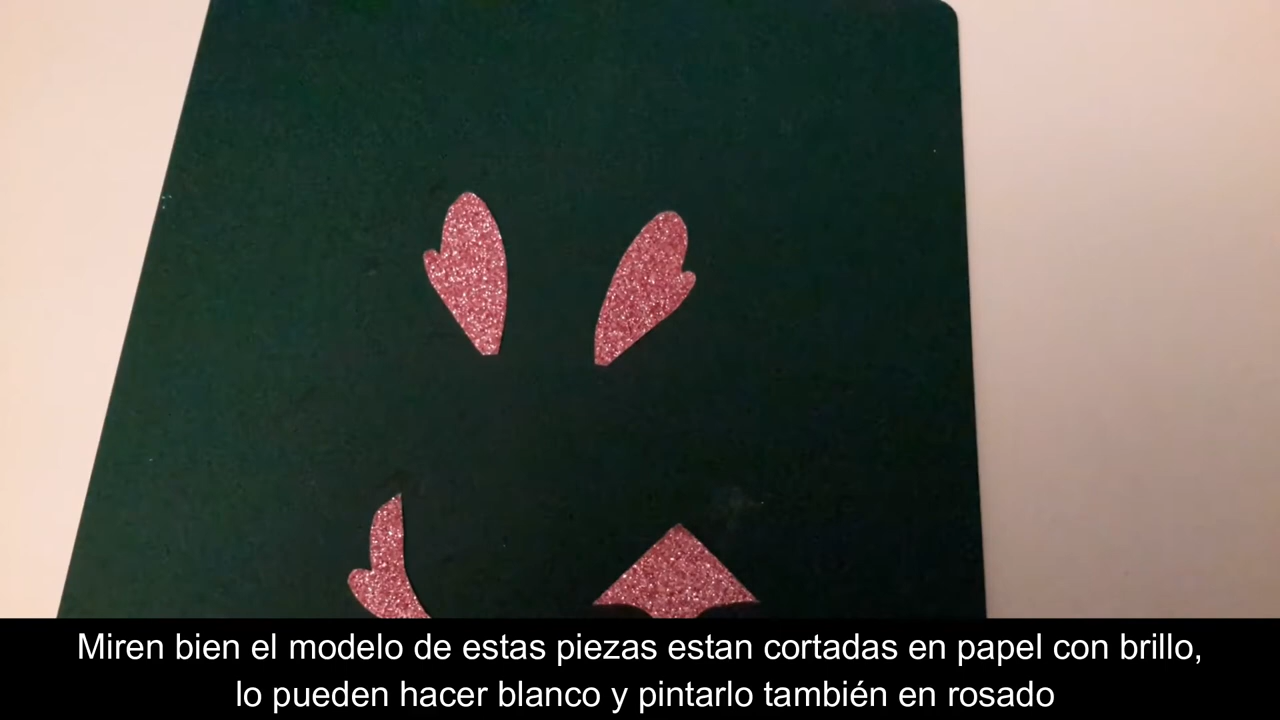 Miren bien el modelo de estas piezas estan cortadas en papel con brillo,
lo pueden hacer blanco y pintarlo también en rosado